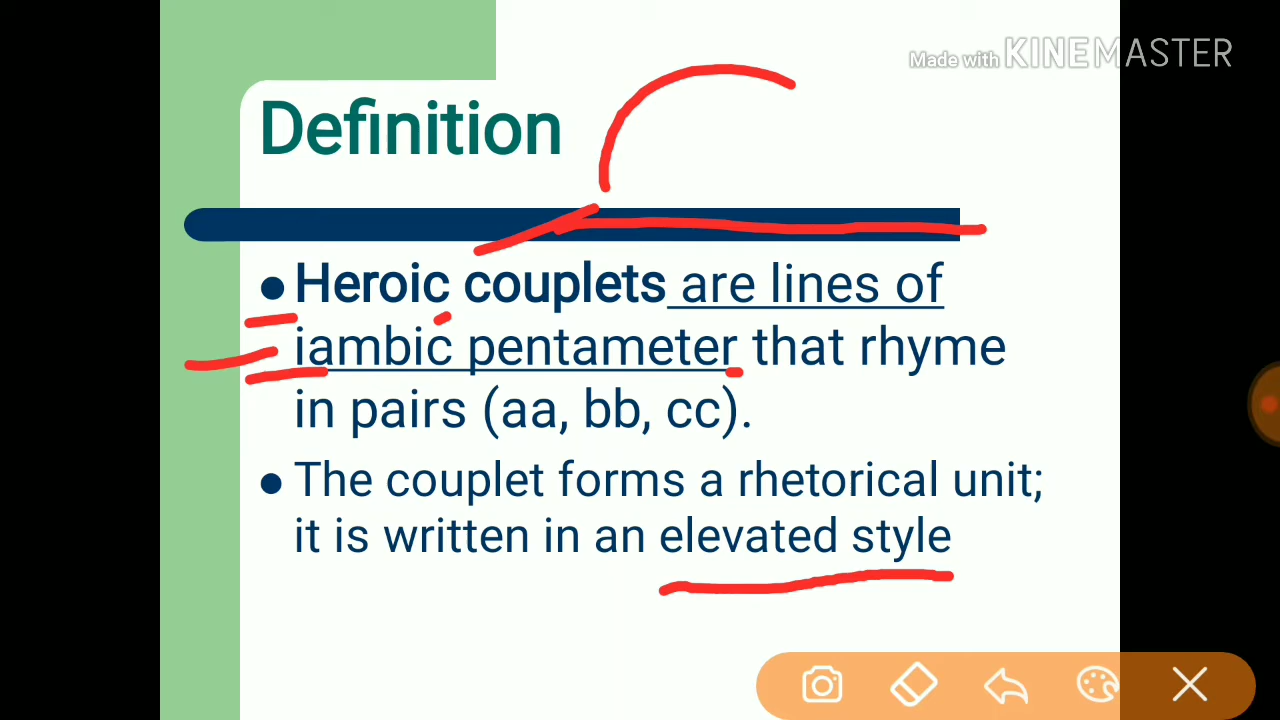 Made with KINEMASTER
Definition
Heroic couplets are lines of
iambic pentameter that rhyme
in pairs (aa, bb, cc).
The couplet forms a rhetorical unit;
it is written in an elevated style